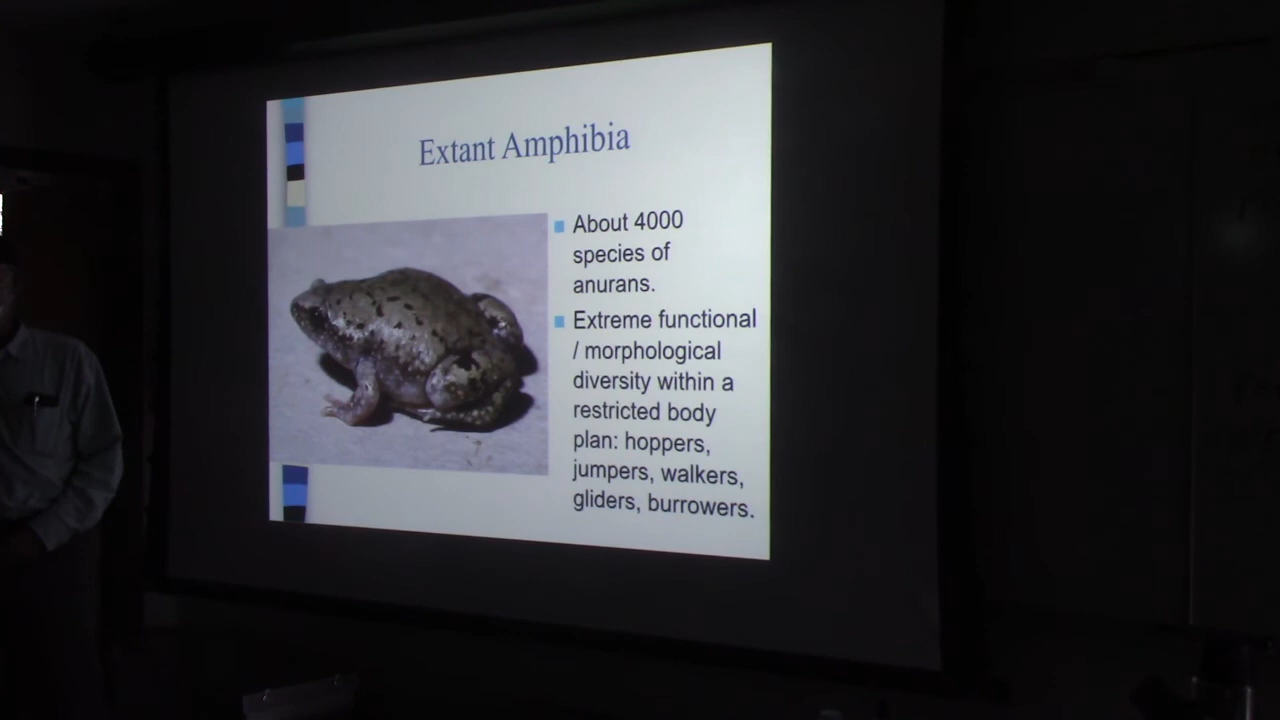 Extant Amphibia
About 4000
species of
anurans.
Extreme functional
/ morphological
diversity within a
restricted body
plan: hoppers,
jumpers, walkers,
gliders, burrowers.